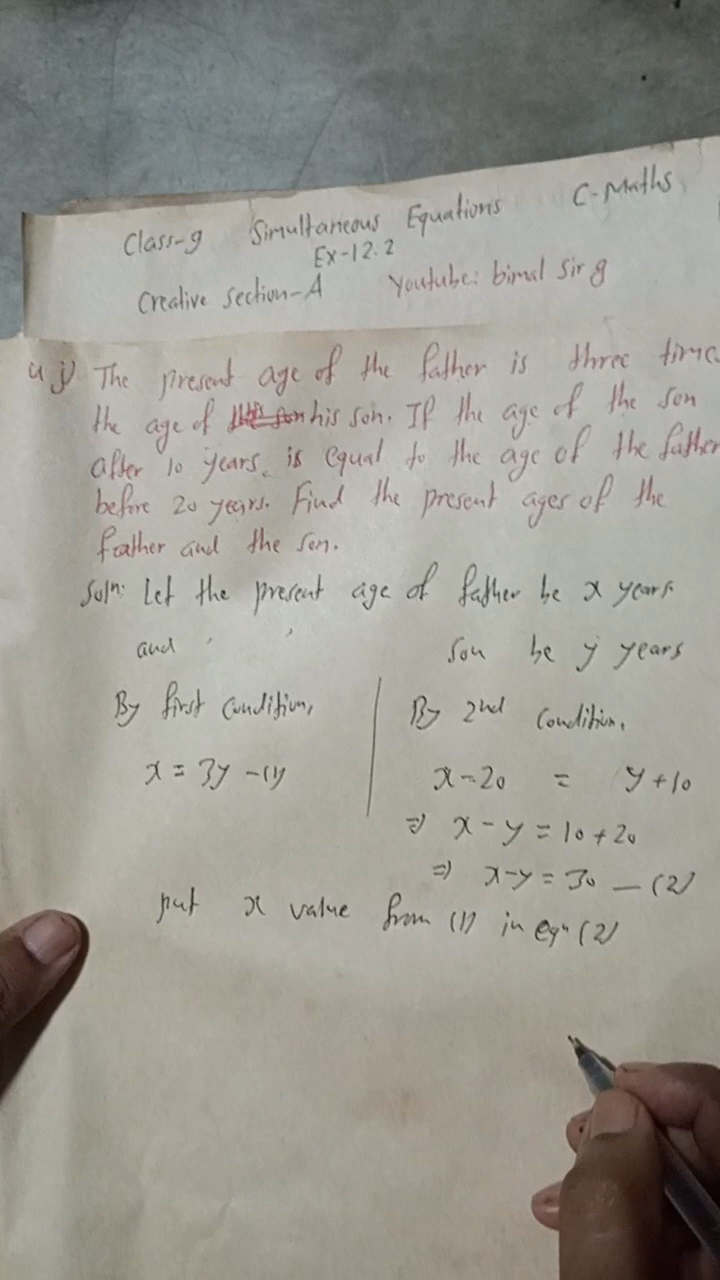 Class-9 Simultaneous Equations C-Maths
Ex-12.2
Creative Section-A Youtube: bimal Sir 9
The present age of the father is three time
the age of his son. If the age of the son
after 10 years, is equal to the age of the father
before 20 years. Find the present ages of the
father and the son.
Soln: Let the present age of father be x years
and , , son be y years
By first Condition, By 2nd Condition,
x = 3y -(1) x-20 = y+10
⇒ x-y = 10+20
⇒ x-y = 30 -(2)
put x value from (1) in eqn (2)